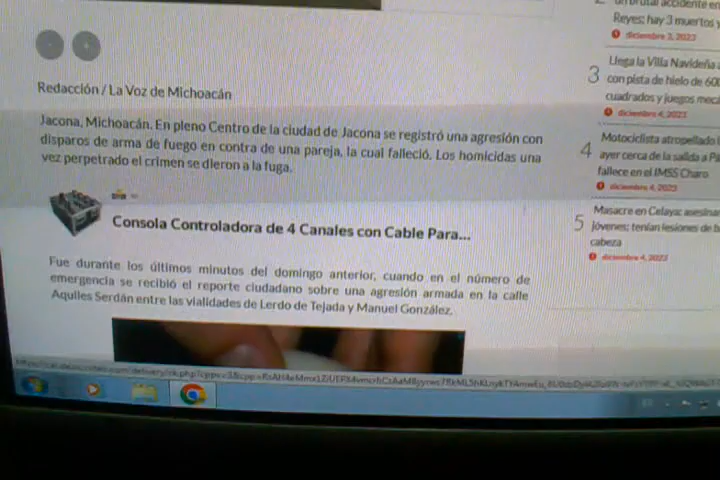 Redacción / La Voz de Michoacán
Jacona, Michoacán. En pleno Centro de la ciudad de Jacona se registró una agresión con
disparos de arma de fuego en contra de una pareja, la cual falleció. Los homicidas una
vez perpetrado el crimen se dieron a la fuga.
Consola Controladora de 4 Canales con Cable Para...
Fue durante los últimos minutos del domingo anterior, cuando en el número de
emergencia se recibió el reporte ciudadano sobre una agresión armada en la calle
Aquiles Serdán entre las vialidades de Lerdo de Tejada y Manuel González.
un brutal accidente en
Reyes; hay 3 muertos y
diciembre 3, 2023
3
Llega la Villa Navideña a
con pista de hielo de 600
cuadrados y juegos
diciembre 4, 2023
4
Motociclista atropellado
ayer cerca de la salida a
fallece en el IMSS Charo
diciembre 4, 2023
5
Masacre en Celaya:
jóvenes; tenían lesiones de
cabeza
diciembre 4, 2023